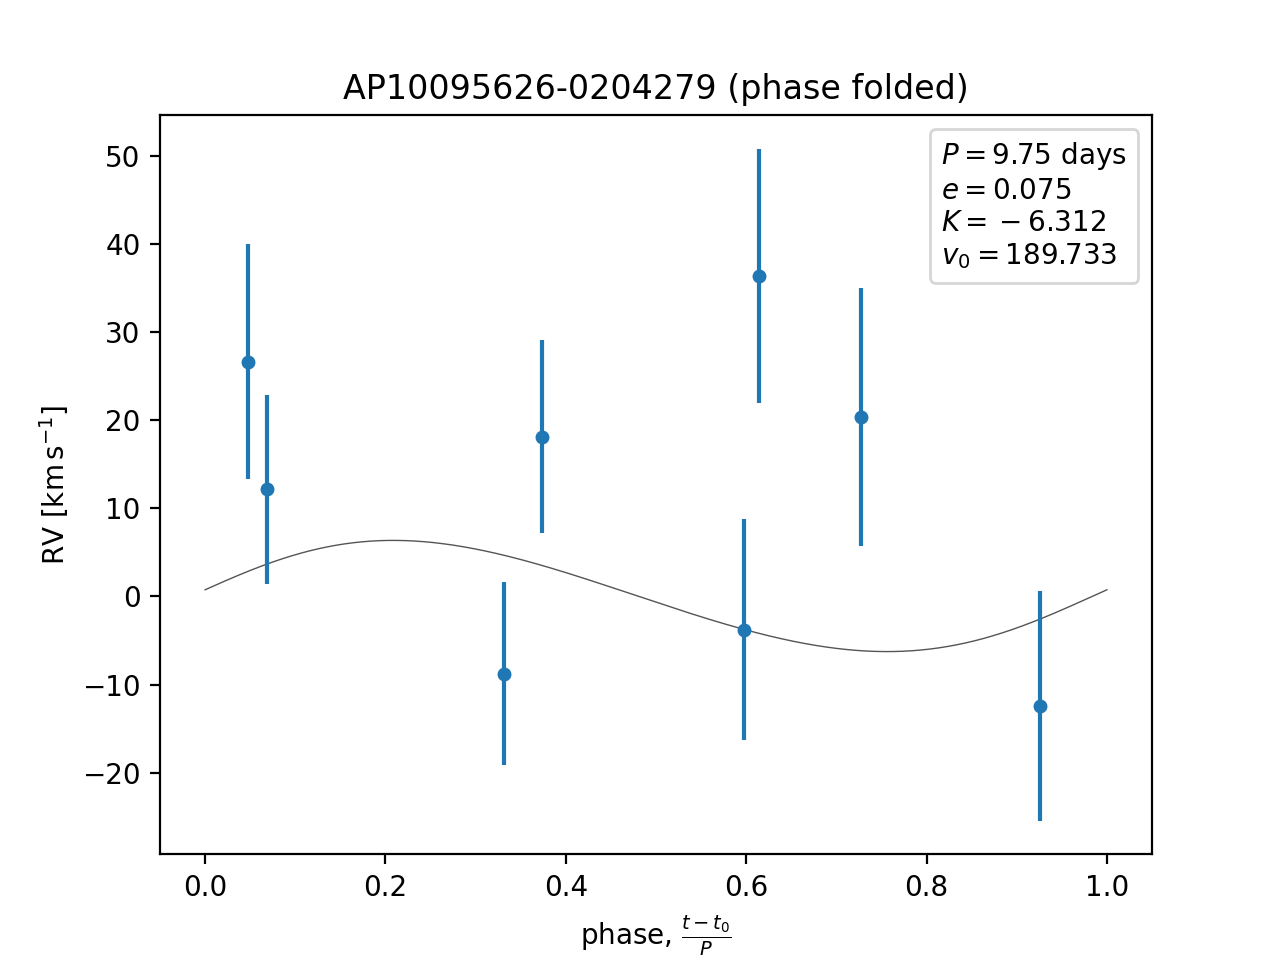 AP10095626-0204279 (phase folded)
P = 9.75 days
e = 0.075
K = −6.312
v₀ = 189.733
50
40
30
20
10
0
−10
−20
RV [km s⁻¹]
0.0 0.2 0.4 0.6 0.8 1.0
phase, (t − t₀)/P